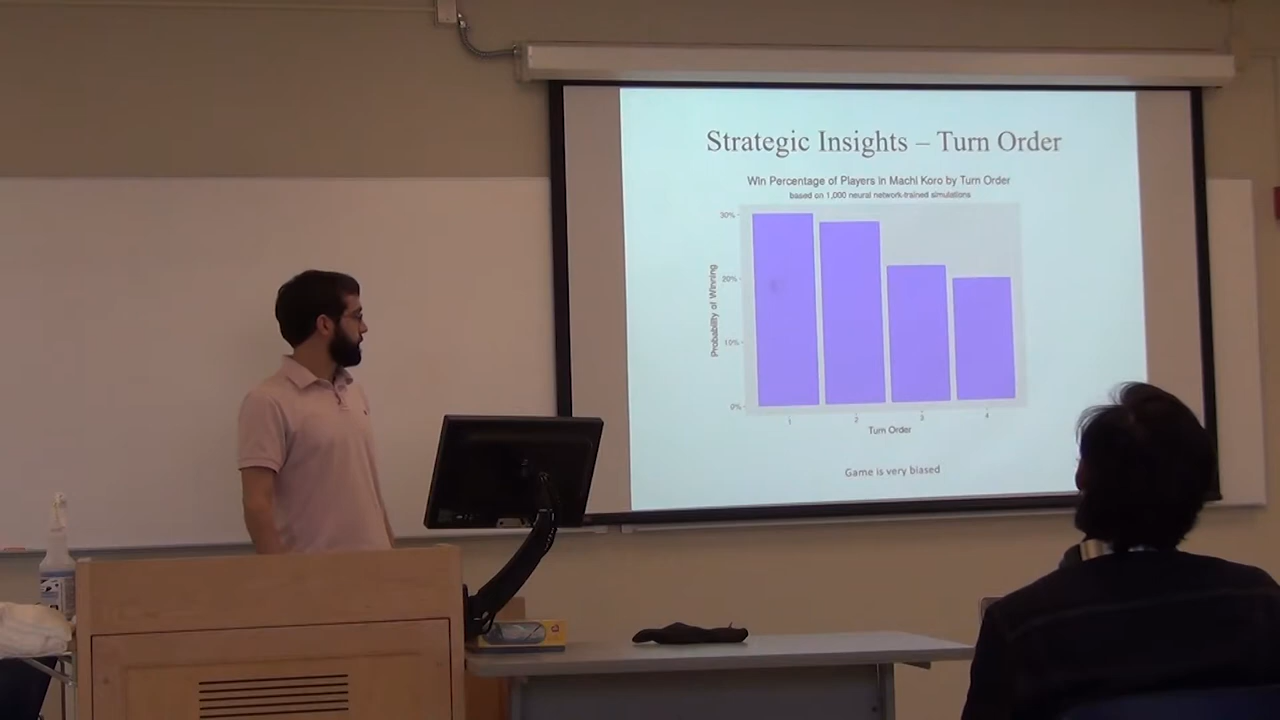 Strategic Insights – Turn Order
Win Percentage of Players in Machi Koro by Turn Order
based on 1,000 neural network-trained simulations
30%
20%
10%
0%
Probability of Winning
1
2
3
4
Turn Order
Game is very biased